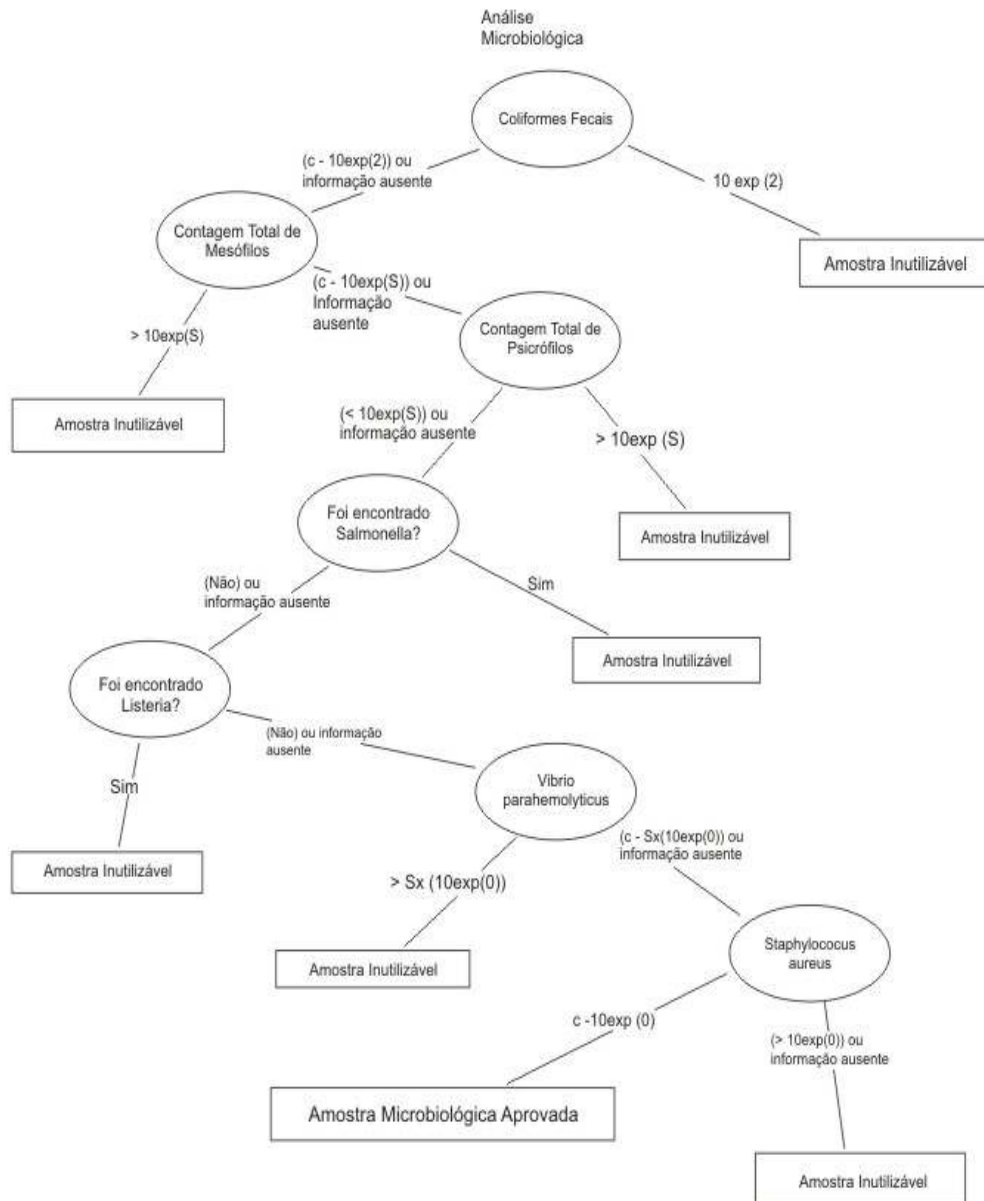 Análise
Microbiológica
Coliformes Fecais
(c - 10exp(2)) ou
informação ausente
10 exp (2)
Contagem Total de
Mesófilos
Amostra Inutilizável
(c - 10exp(S)) ou
Informação
ausente
> 10exp(S)
Contagem Total de
Psicrófilos
Amostra Inutilizável
(< 10exp(S)) ou
informação ausente
> 10exp (S)
Foi encontrado
Salmonella?
Amostra Inutilizável
(Não) ou
informação ausente
Sim
Amostra Inutilizável
Foi encontrado
Listeria?
(Não) ou informação
ausente
Sim
Vibrio
parahemolyticus
Amostra Inutilizável
(c - Sx(10exp(0)) ou
informação ausente
> Sx (10exp(0))
Amostra Inutilizável
Staphylococus
aureus
c -10exp (0)
(> 10exp(0)) ou
informação ausente
Amostra Microbiológica Aprovada
Amostra Inutilizável